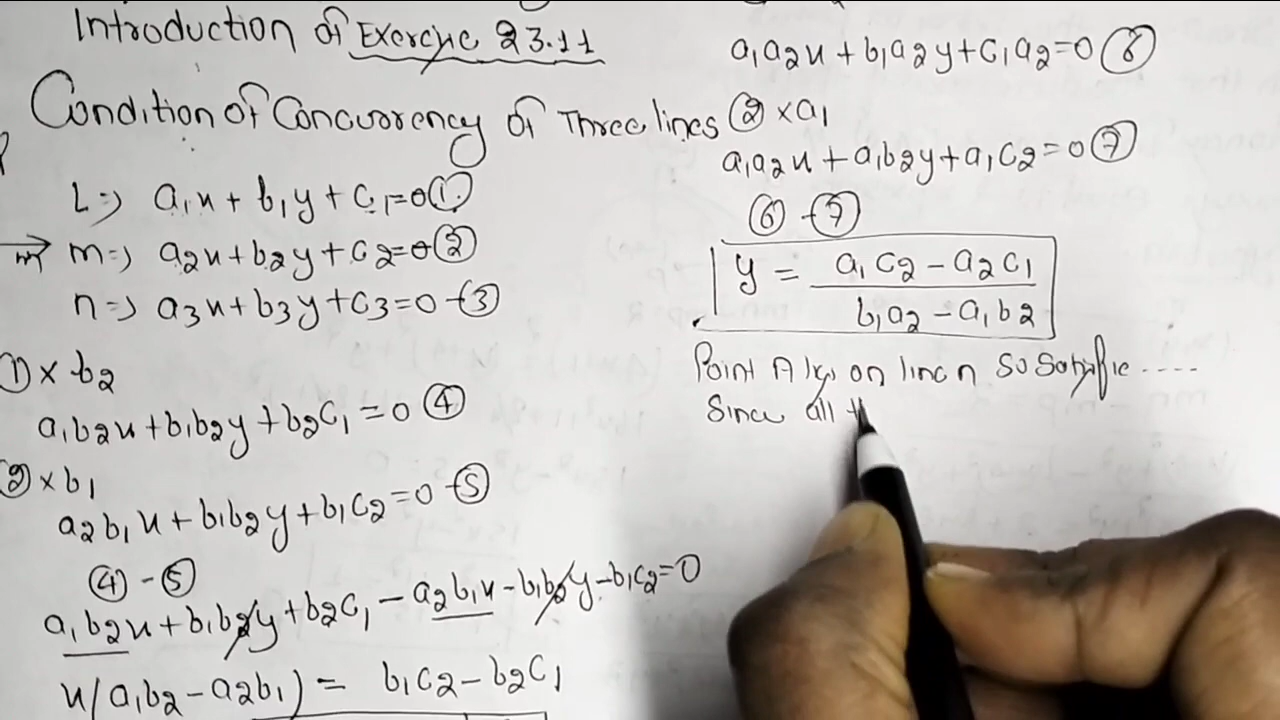 Introduction of Exercise 23.11
Condition of Concurrency of Three lines
L=> a₁x + b₁y + c₁=0 ①
m=> a₂x+b₂y+c₂=0 ②
n=> a₃x+b₃y+c₃=0 -③
①× b₂
a₁b₂x+b₁b₂y+b₂c₁=0 ④
②×b₁
a₂b₁x+b₁b₂y+b₁c₂=0 -⑤
④ - ⑤
a₁b₂x+b₁b₂y+b₂c₁-a₂b₁x-b₁b₂y-b₁c₂=0
x(a₁b₂-a₂b₁) = b₁c₂-b₂c₁
a₁a₂x+b₁a₂y+c₁a₂=0 ⑥
② ×a₁
a₁a₂x+a₁b₂y+a₁c₂=0 ⑦
⑥ - ⑦
y = a₁c₂-a₂c₁
b₁a₂-a₁b₂
Point A lys on line n So Satisfie ----
Since all